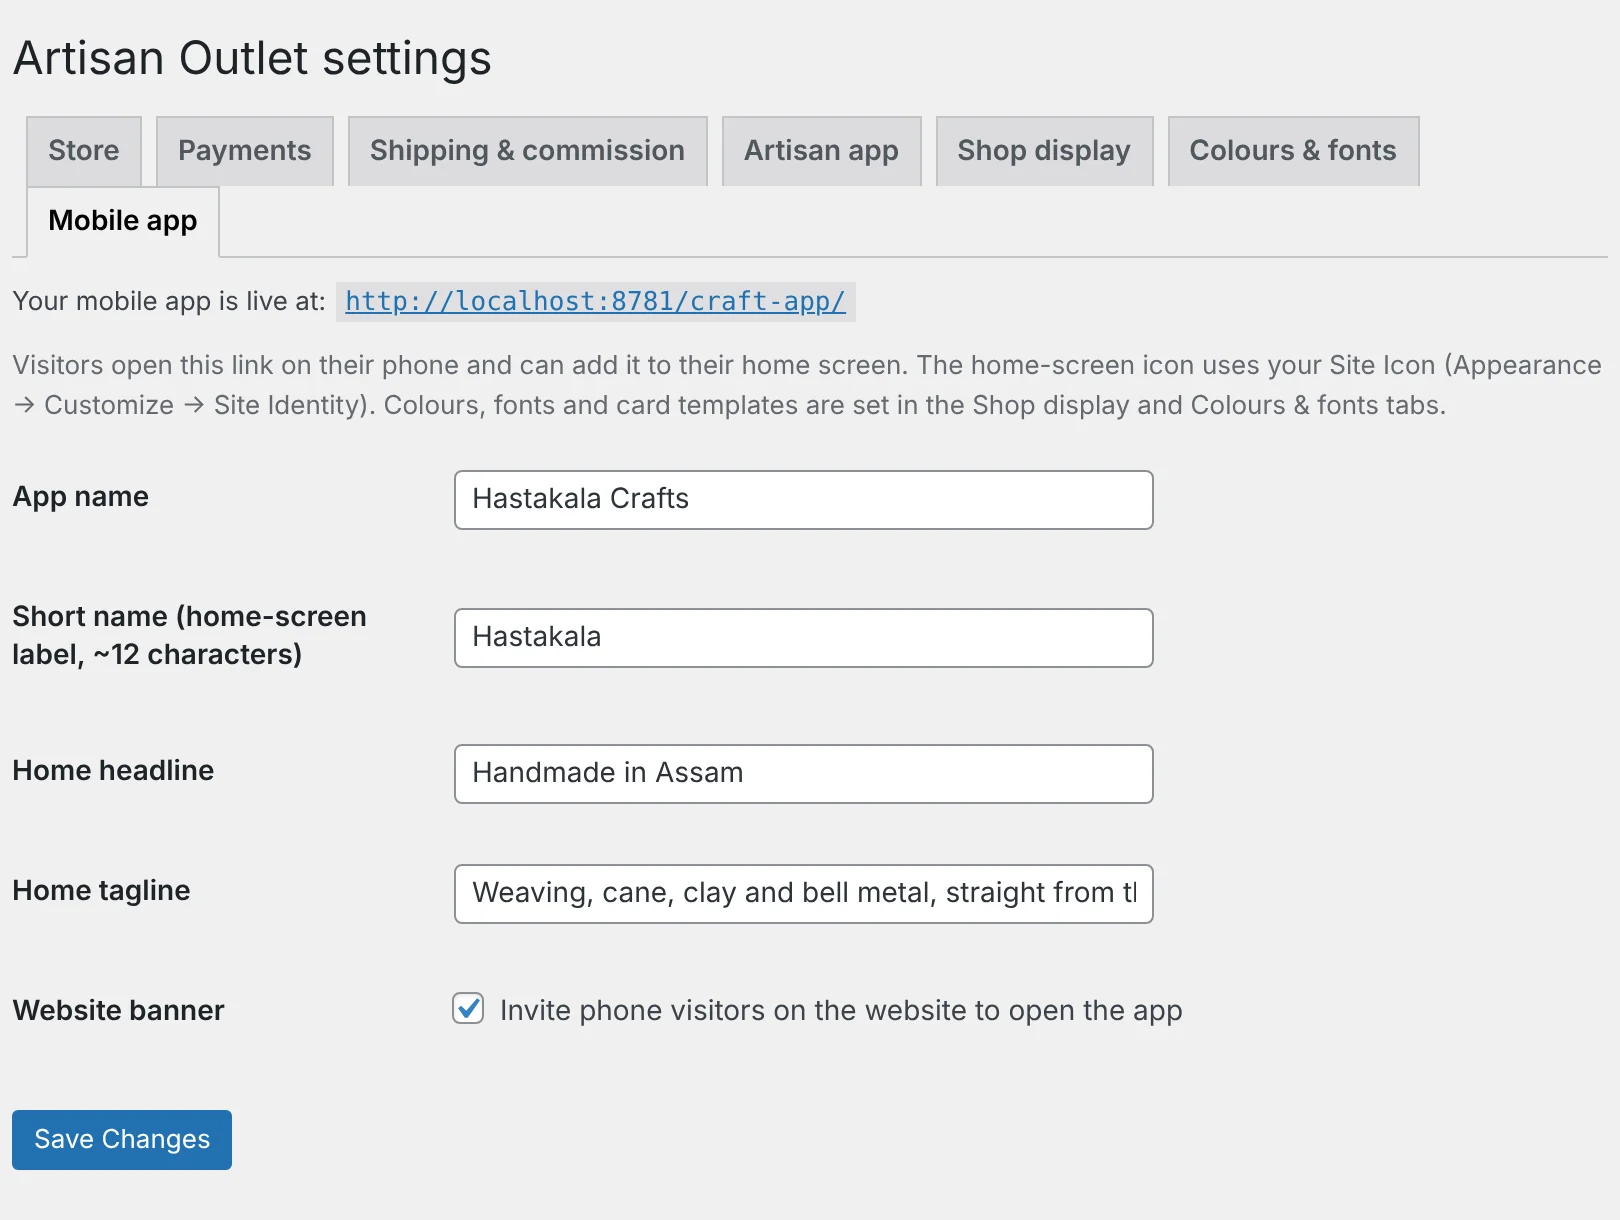 Artisan Outlet settings
Store
Payments
Shipping & commission
Artisan app
Shop display
Colours & fonts
Mobile app
Your mobile app is live at: http://localhost:8781/craft-app/
Visitors open this link on their phone and can add it to their home screen. The home-screen icon uses your Site Icon (Appearance
→ Customize → Site Identity). Colours, fonts and card templates are set in the Shop display and Colours & fonts tabs.
App name
Hastakala Crafts
Short name (home-screen
label, ~12 characters)
Hastakala
Home headline
Handmade in Assam
Home tagline
Weaving, cane, clay and bell metal, straight from
Website banner
Invite phone visitors on the website to open the app
Save Changes